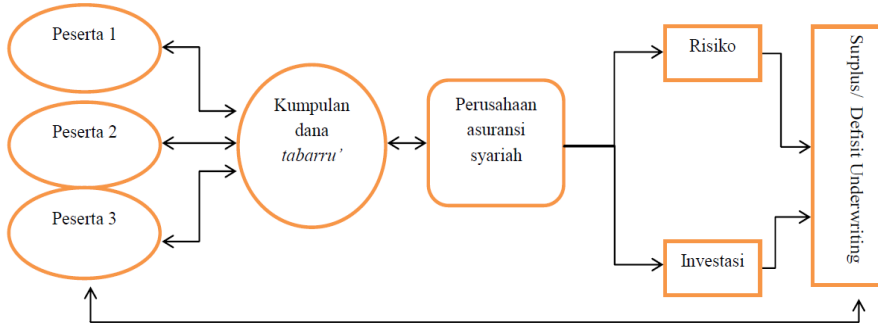 Peserta 1
Peserta 2
Peserta 3
Kumpulan
dana
tabarru’
Perusahaan
asuransi
syariah
Risiko
Investasi
Surplus/ Defisit Underwriting